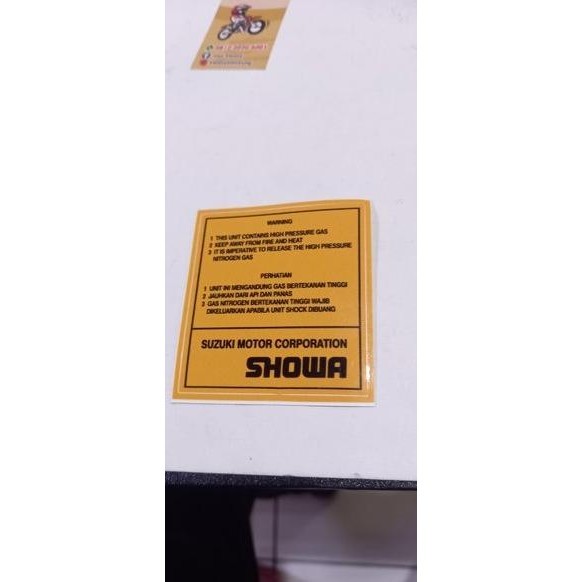 WARNING
1 THIS UNIT CONTAINS HIGH PRESSURE GAS
2 KEEP AWAY FROM FIRE AND HEAT
3 IT IS IMPERATIVE TO RELEASE THE HIGH PRESSURE
NITROGEN GAS
PERHATIAN
1 UNIT INI MENGANDUNG GAS BERTEKANAN TINGGI
2 JAUHKAN DARI API DAN PANAS
3 GAS NITROGEN BERTEKANAN TINGGI WAJIB
DIKELUARKAN APABILA UNIT SHOCK DIBUANG
SUZUKI MOTOR CORPORATION
SHOWA